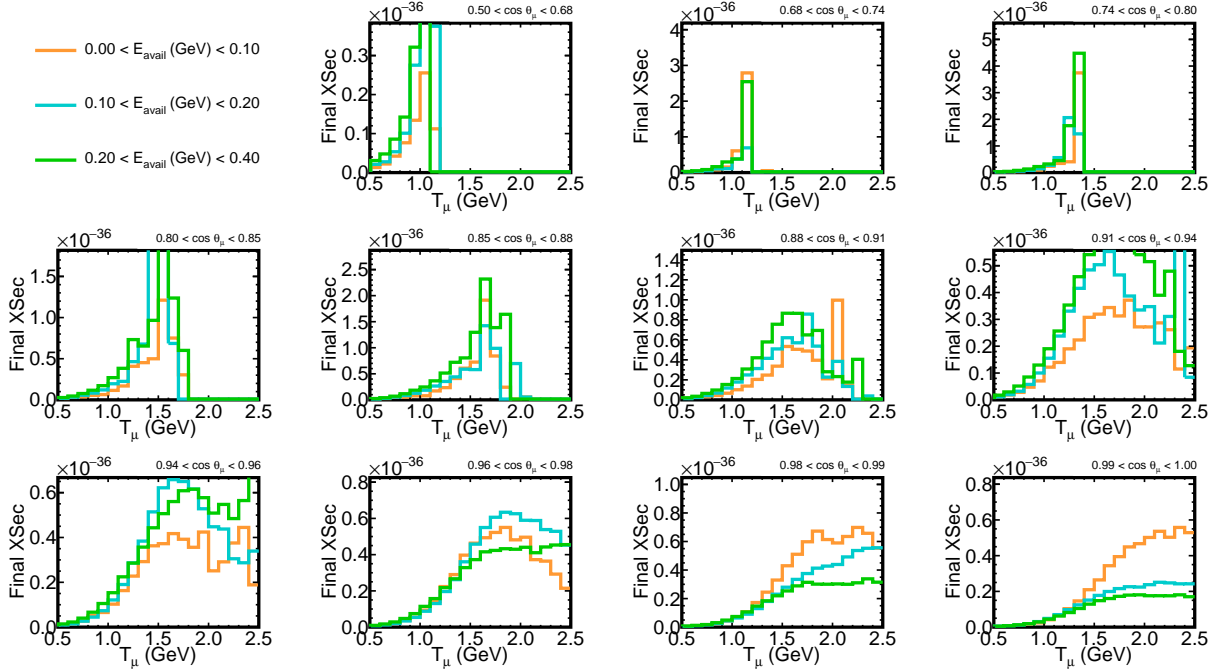 0.00 < E_avail (GeV) < 0.10
0.10 < E_avail (GeV) < 0.20
0.20 < E_avail (GeV) < 0.40
×10^-36 0.50 < cos θ_μ < 0.68
Final XSec
0.3
0.2
0.1
0.0
0.5 1.0 1.5 2.0 2.5
T_μ (GeV)
×10^-36 0.68 < cos θ_μ < 0.74
Final XSec
4
3
2
1
0
0.5 1.0 1.5 2.0 2.5
T_μ (GeV)
×10^-36 0.74 < cos θ_μ < 0.80
Final XSec
5
4
3
2
1
0
0.5 1.0 1.5 2.0 2.5
T_μ (GeV)
×10^-36 0.80 < cos θ_μ < 0.85
Final XSec
1.5
1.0
0.5
0.0
0.5 1.0 1.5 2.0 2.5
T_μ (GeV)
×10^-36 0.85 < cos θ_μ < 0.88
Final XSec
2.5
2.0
1.5
1.0
0.5
0.0
0.5 1.0 1.5 2.0 2.5
T_μ (GeV)
×10^-36 0.88 < cos θ_μ < 0.91
Final XSec
1.4
1.2
1.0
0.8
0.6
0.4
0.2
0.0
0.5 1.0 1.5 2.0 2.5
T_μ (GeV)
×10^-36 0.91 < cos θ_μ < 0.94
Final XSec
0.5
0.4
0.3
0.2
0.1
0.0
0.5 1.0 1.5 2.0 2.5
T_μ (GeV)
×10^-36 0.94 < cos θ_μ < 0.96
Final XSec
0.6
0.4
0.2
0.0
0.5 1.0 1.5 2.0 2.5
T_μ (GeV)
×10^-36 0.96 < cos θ_μ < 0.98
Final XSec
0.8
0.6
0.4
0.2
0.0
0.5 1.0 1.5 2.0 2.5
T_μ (GeV)
×10^-36 0.98 < cos θ_μ < 0.99
Final XSec
1.0
0.8
0.6
0.4
0.2
0.0
0.5 1.0 1.5 2.0 2.5
T_μ (GeV)
×10^-36 0.99 < cos θ_μ < 1.00
Final XSec
0.8
0.6
0.4
0.2
0.0
0.5 1.0 1.5 2.0 2.5
T_μ (GeV)